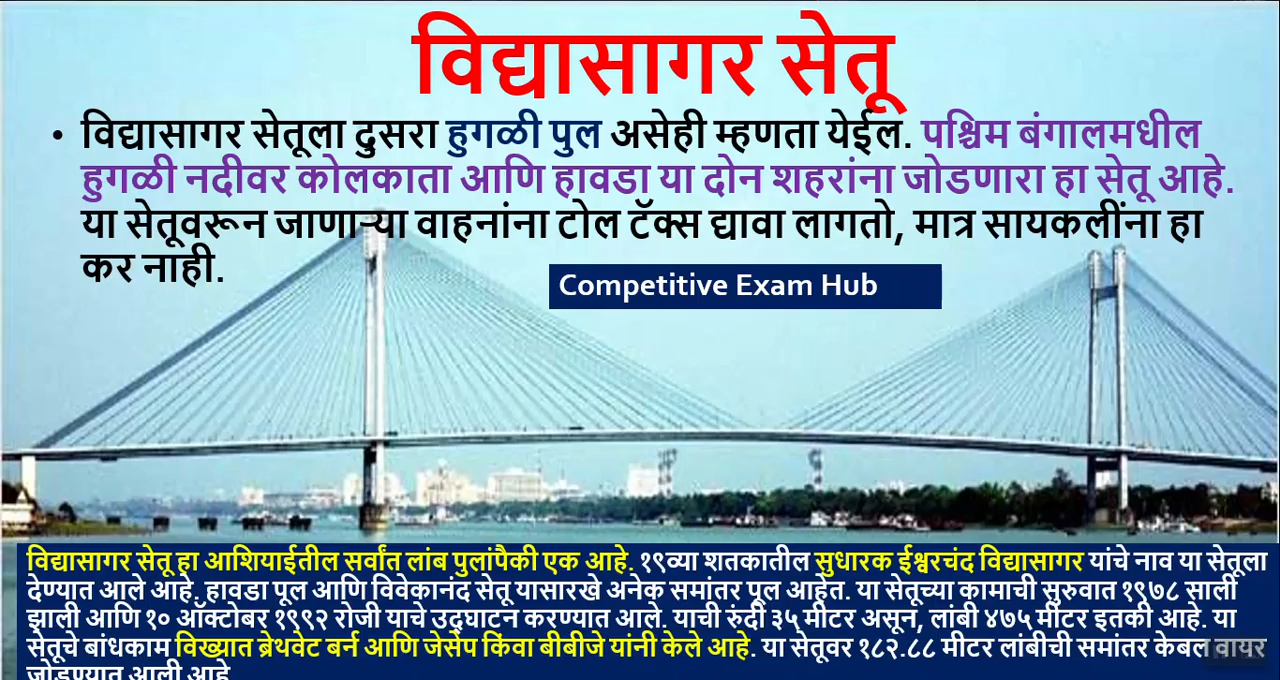 विद्यासागर सेतू
• विद्यासागर सेतूला दुसरा हुगळी पुल असेही म्हणता येईल. पश्चिम बंगालमधील
हुगळी नदीवर कोलकाता आणि हावडा या दोन शहरांना जोडणारा हा सेतू आहे.
या सेतूवरून जाणाऱ्या वाहनांना टोल टॅक्स द्यावा लागतो, मात्र सायकलींना हा
कर नाही.
Competitive Exam Hub
विद्यासागर सेतू हा आशियाईतील सर्वांत लांब पुलांपैकी एक आहे. १९व्या शतकातील सुधारक ईश्वरचंद विद्यासागर यांचे नाव या सेतूला
देण्यात आले आहे. हावडा पूल आणि विवेकानंद सेतू यासारखे अनेक समांतर पूल आहेत. या सेतूच्या कामाची सुरुवात १९७८ साली
झाली आणि १० ऑक्टोबर १९९२ रोजी याचे उद्घाटन करण्यात आले. याची रुंदी ३५ मीटर असून, लांबी ४७५ मीटर इतकी आहे. या
सेतूचे बांधकाम विख्यात ब्रेथवेट बर्न आणि जेसेप किंवा बीबीजे यांनी केले आहे. या सेतूवर १८२.८८ मीटर लांबीची समांतर केबल वायर
जोडण्यात आली आहे